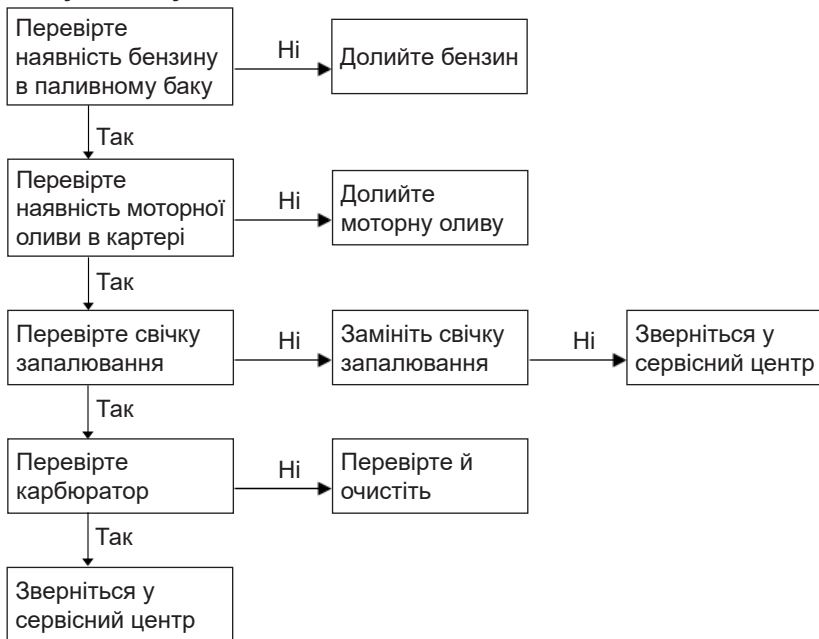 Перевірте
наявність бензину
в паливному баку
Ні
Долийте бензин
Так
Перевірте
наявність моторної
оливи в картері
Ні
Долийте
моторну оливу
Так
Перевірте свічку
запалювання
Ні
Замініть свічку
запалювання
Ні
Зверніться у
сервісний центр
Так
Перевірте
карбюратор
Ні
Перевірте й
очистіть
Так
Зверніться у
сервісний центр